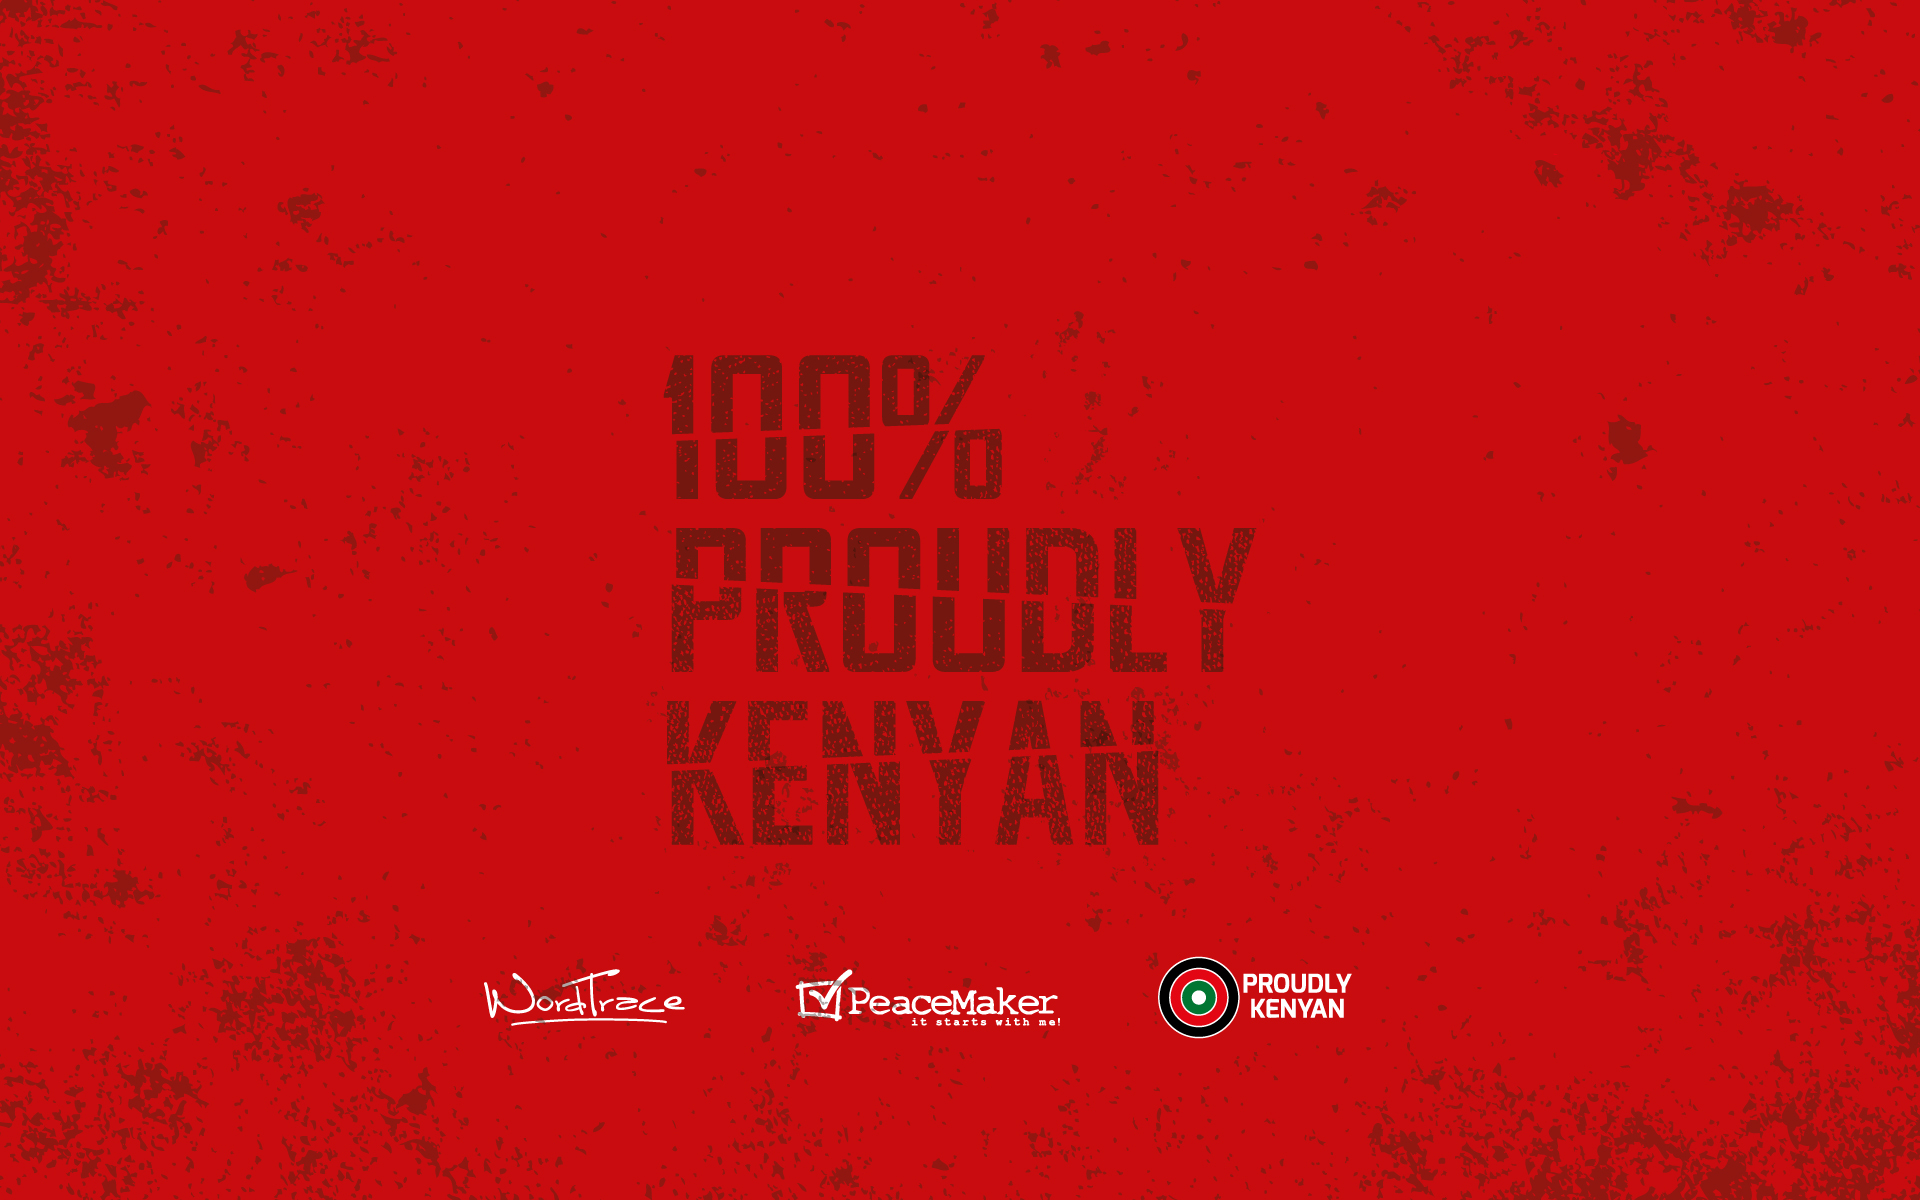 100%
PROUDLY
KENYAN
WordTrace
PeaceMaker
it starts with me!
PROUDLY
KENYAN